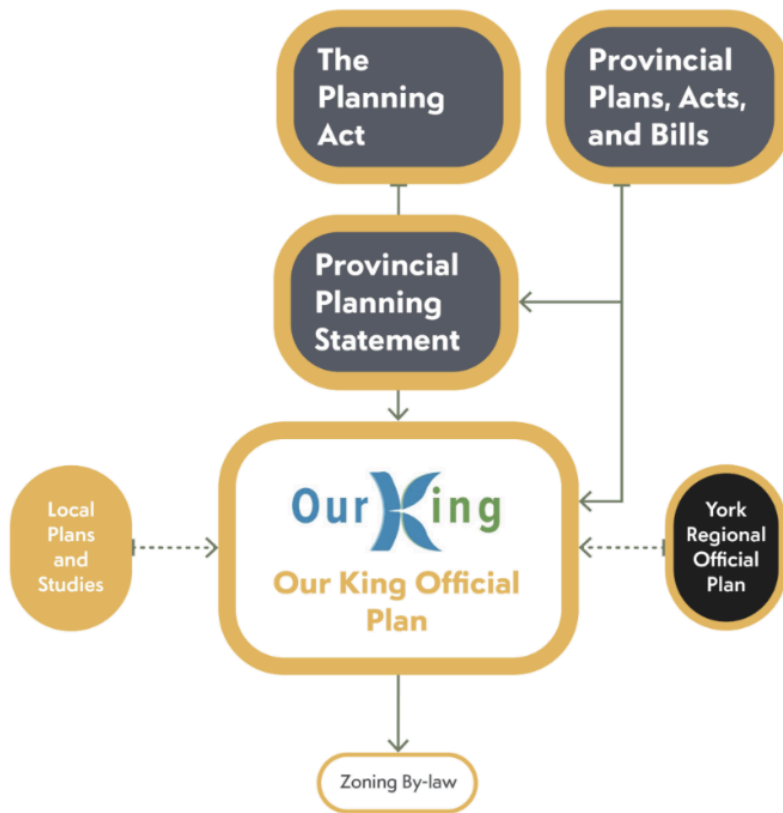 The
Planning
Act
Provincial
Plans, Acts,
and Bills
Provincial
Planning
Statement
Local
Plans
and
Studies
Our King
Our King Official
Plan
York
Regional
Official
Plan
Zoning By-law